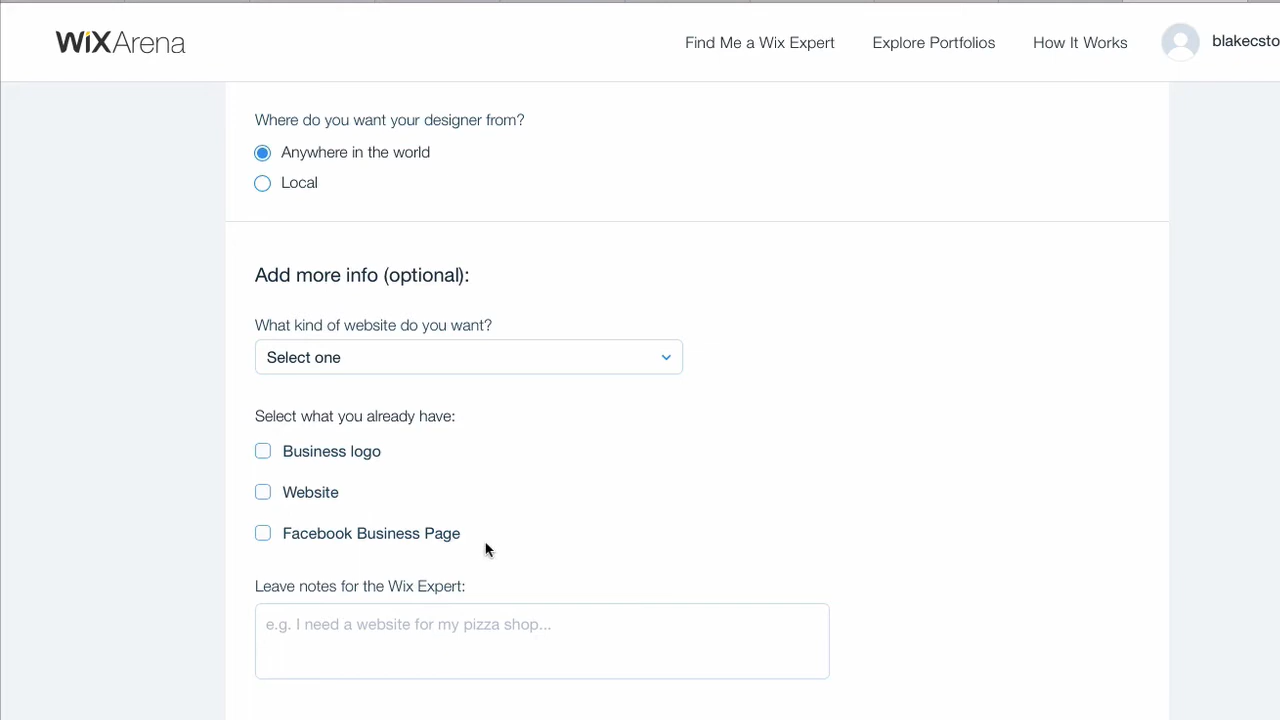 WiXArena
Find Me a Wix Expert
Explore Portfolios
How It Works
blakecsto
Where do you want your designer from?
Anywhere in the world
Local
Add more info (optional):
What kind of website do you want?
Select one
Select what you already have:
Business logo
Website
Facebook Business Page
Leave notes for the Wix Expert:
e.g. I need a website for my pizza shop...